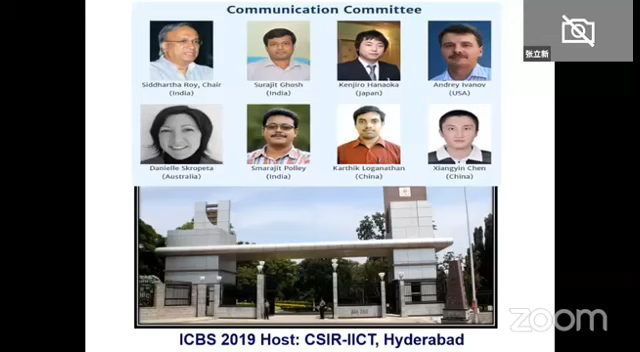 Communication Committee
张立新
Siddhartha Roy, Chair
(India)
Surajit Ghosh
(India)
Kenjiro Hanaoka
(Japan)
Andrey Ivanov
(USA)
Danielle Skropeta
(Australia)
Smarajit Polley
(India)
Karthik Loganathan
(China)
Xiangyin Chen
(China)
ICBS 2019 Host: CSIR-IICT, Hyderabad
zoom